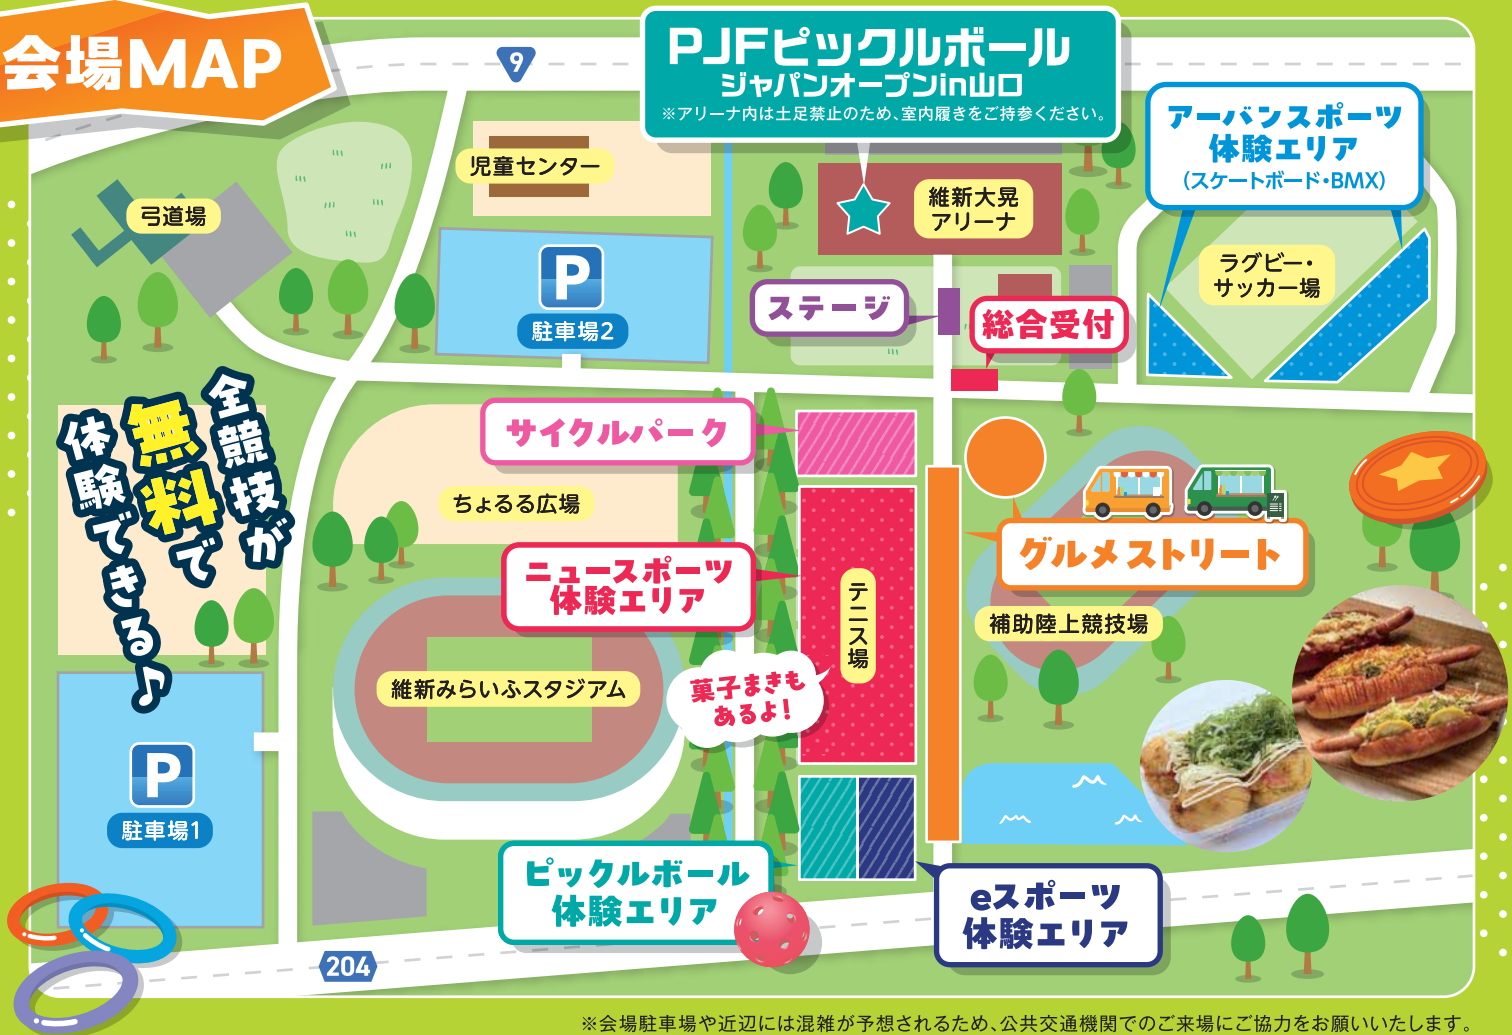 会場MAP
9
PJFピックルボール
ジャパンオープンin山口
※アリーナ内は土足禁止のため、室内履きをご持参ください。
アーバンスポーツ
体験エリア
(スケートボード・BMX)
児童センター
弓道場
維新大晃
アリーナ
ラグビー・
サッカー場
P
駐車場2
ステージ
総合受付
全競技が
無料で
体験できる♪
サイクルパーク
ちょるる広場
グルメストリート
ニュースポーツ
体験エリア
テニス場
補助陸上競技場
維新みらいふスタジアム
菓子まきも
あるよ!
P
駐車場1
ピックルボール
体験エリア
eスポーツ
体験エリア
204
※会場駐車場や近辺には混雑が予想されるため、公共交通機関でのご来場にご協力をお願いいたします。